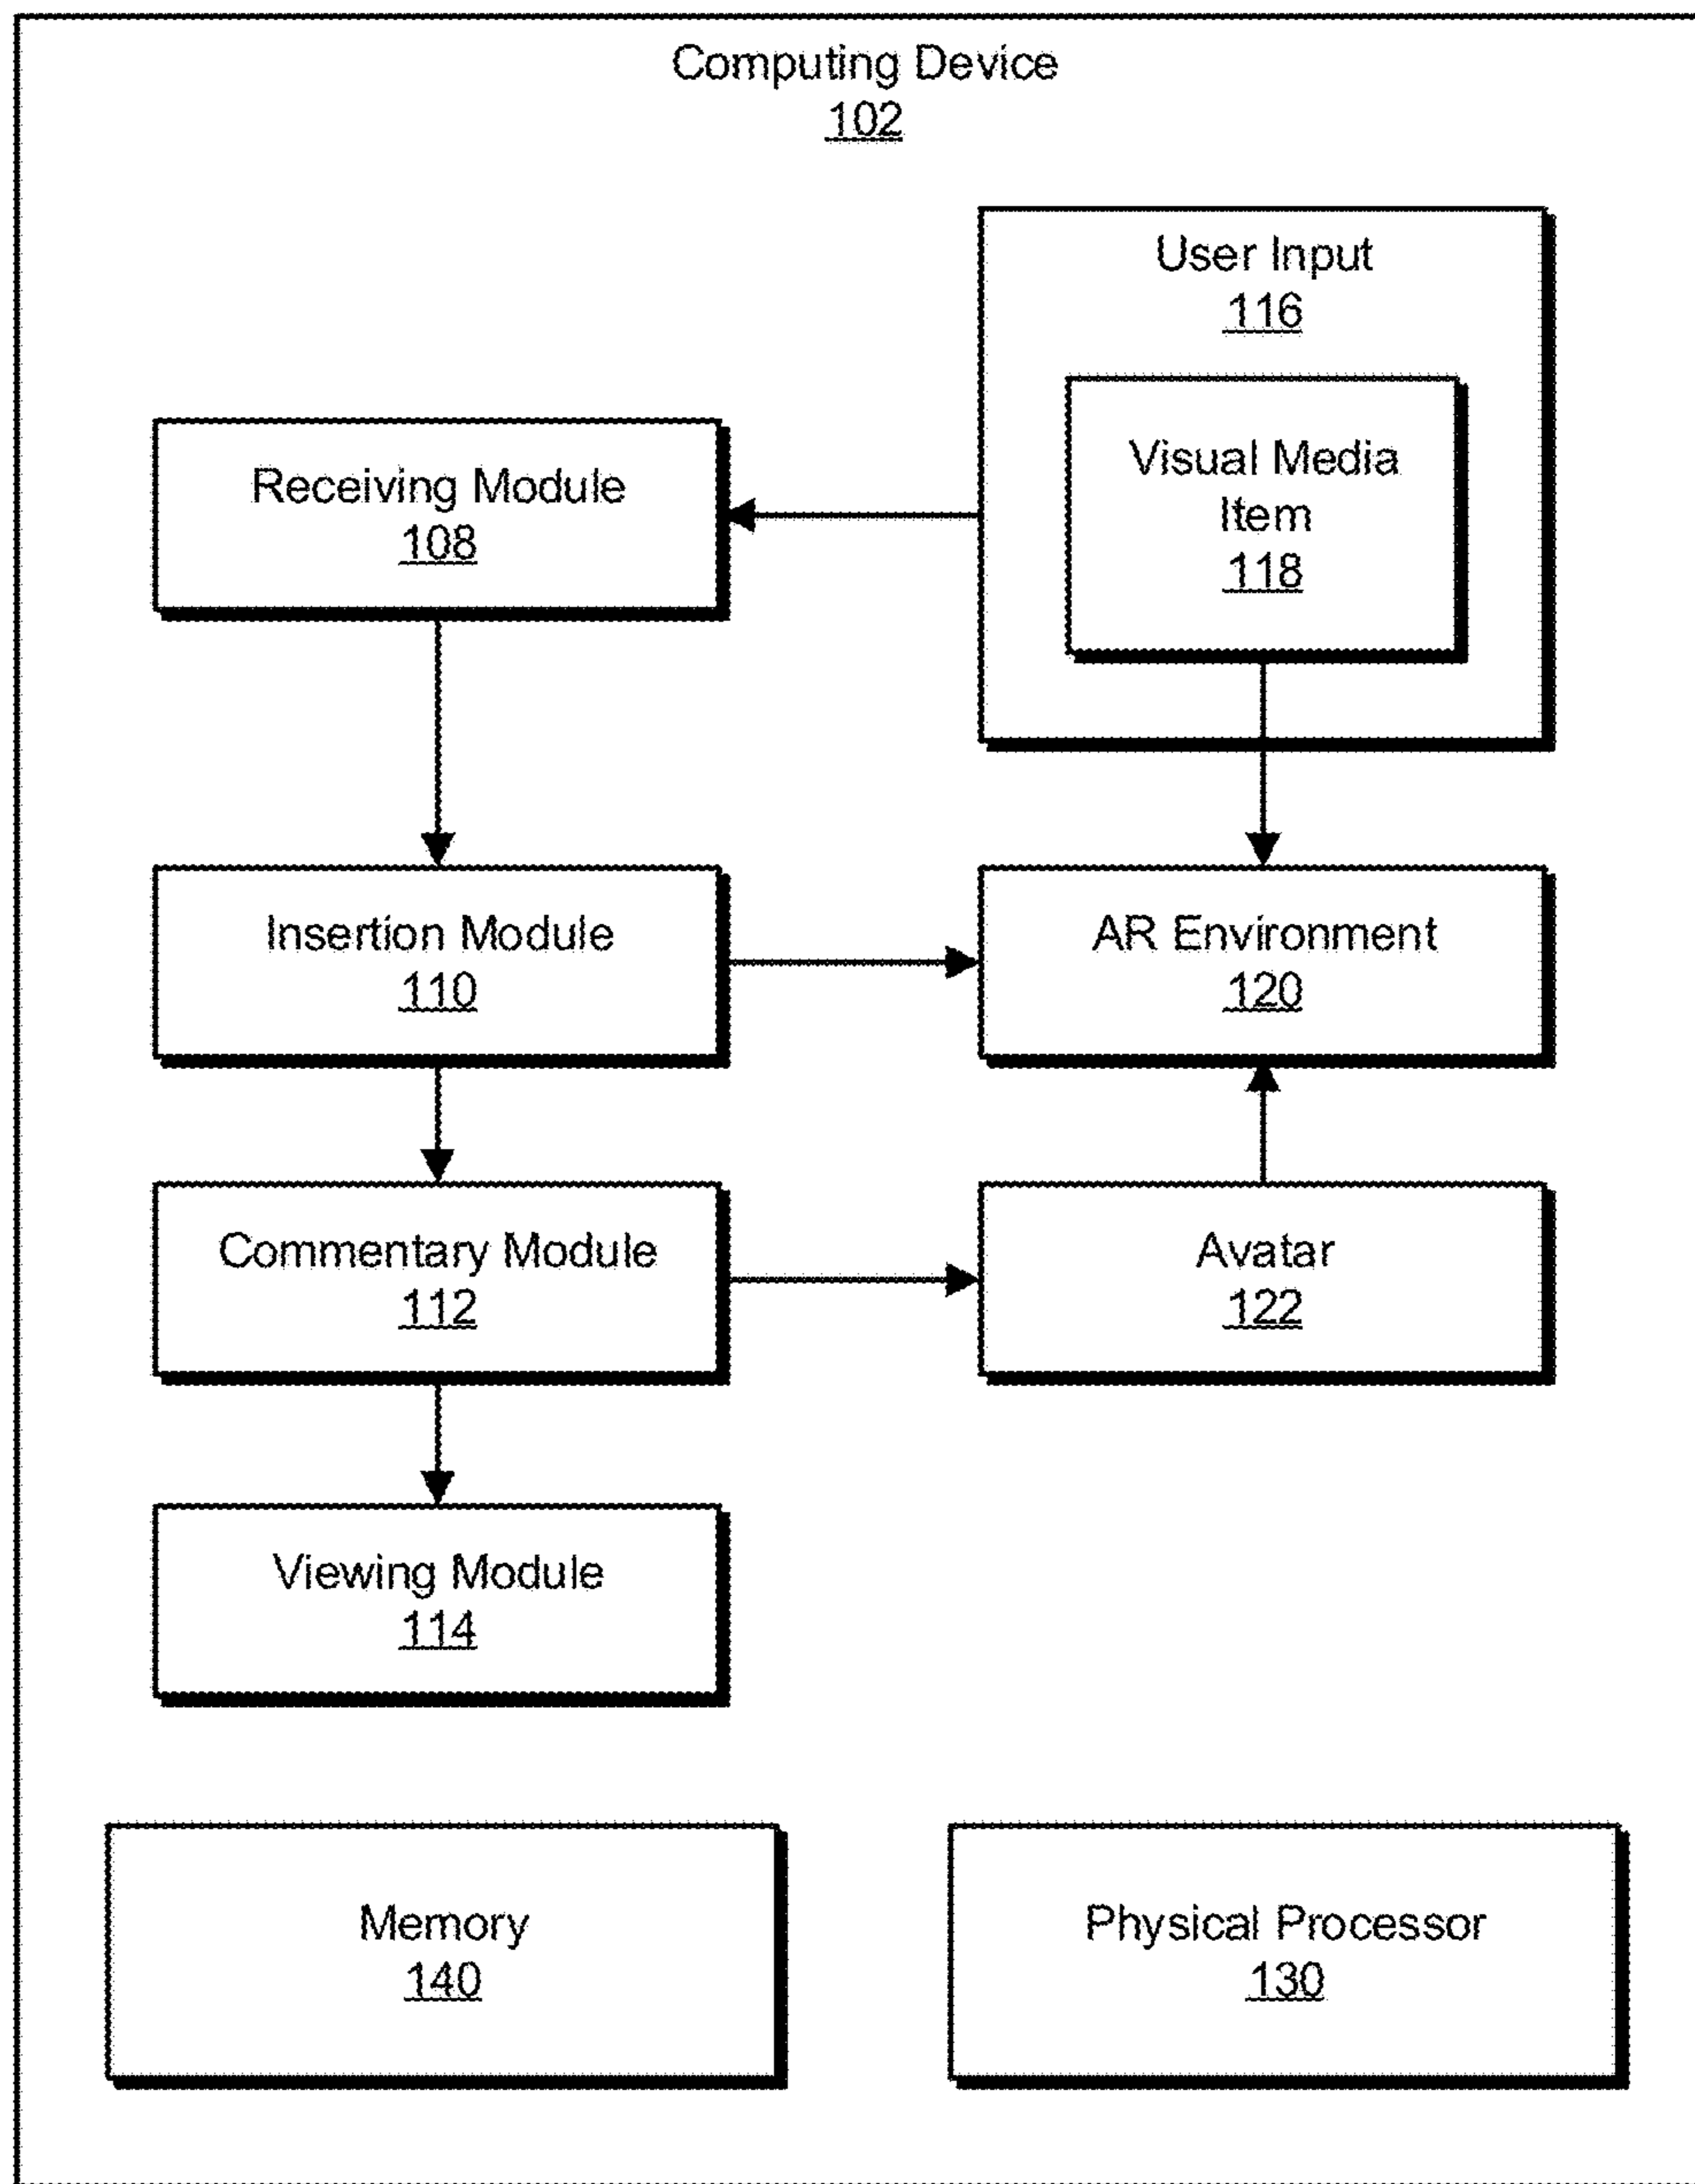 Computing Device
102
User Input
116
Visual Media
Item
118
Receiving Module
108
Insertion Module
110
AR Environment
120
Commentary Module
112
Avatar
122
Viewing Module
114
Memory
140
Physical Processor
130